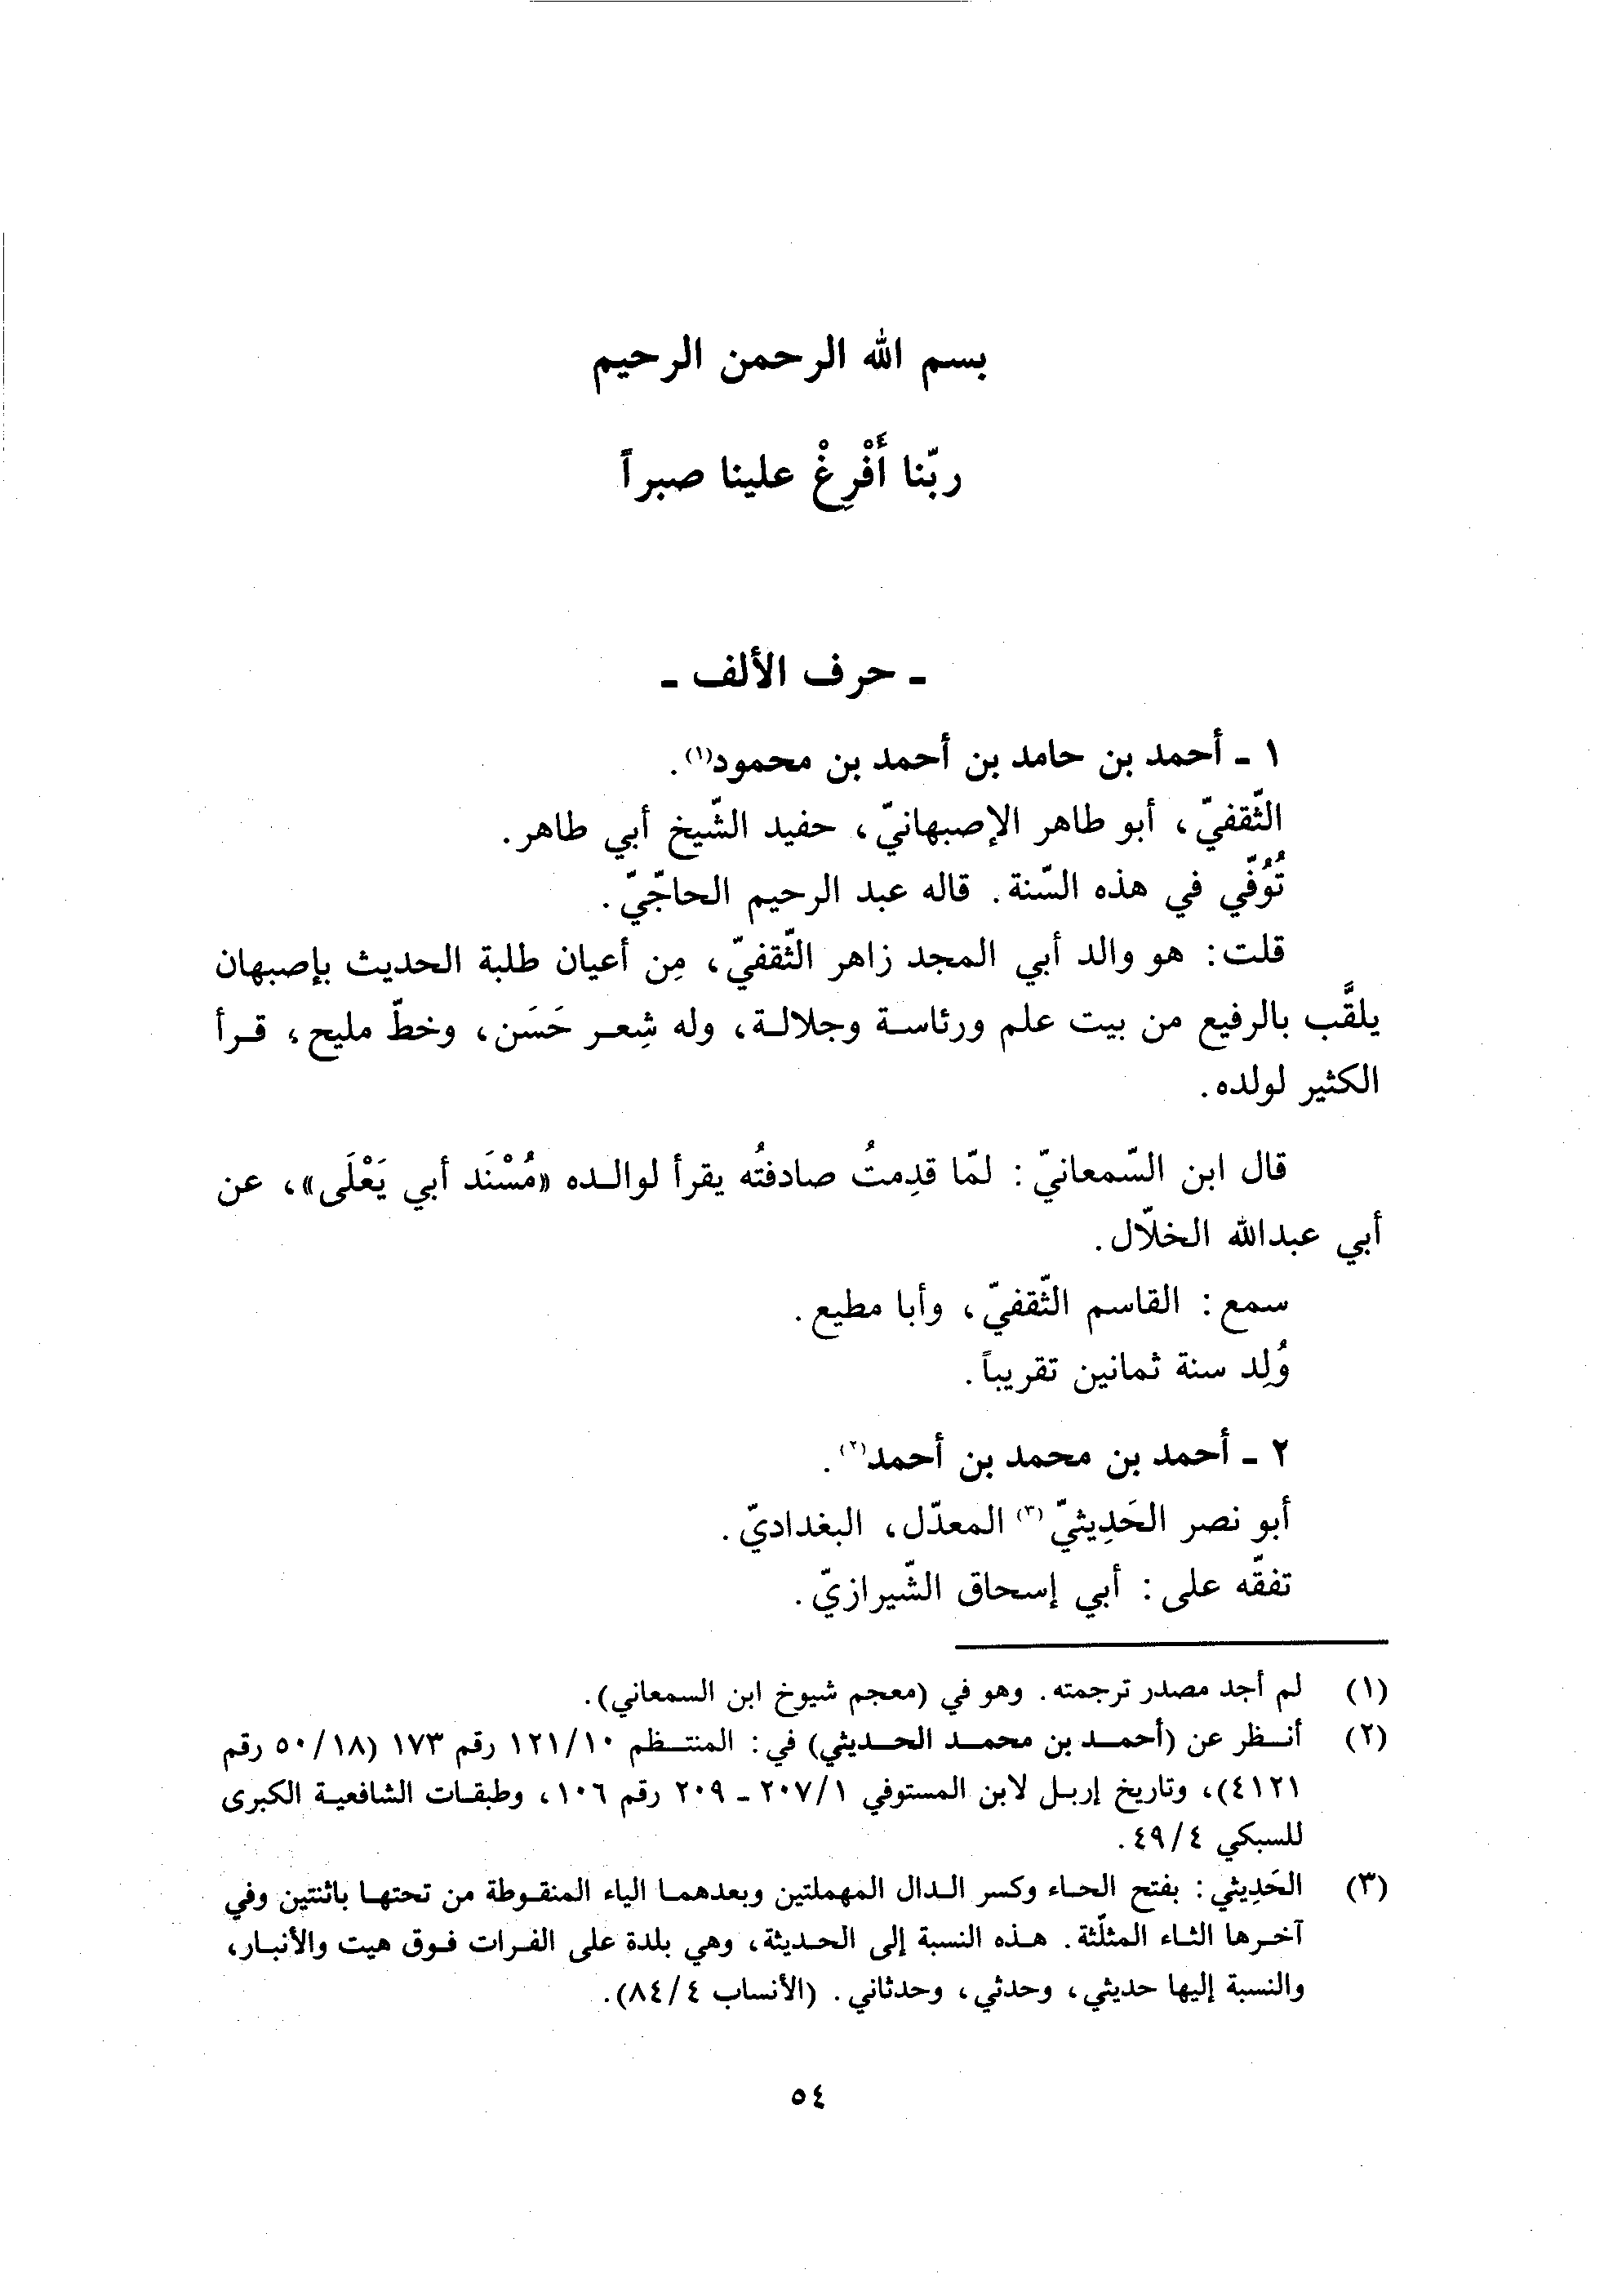 بسم الله الرحمن الرحيم
ربّنا أَفْرِغْ علينا صبراً
ـ حرف الألف ـ
١ ـ أحمد بن حامد بن أحمد بن محمود(١).
الثّقفيّ، أبو طاهر الإصبهانيّ، حفيد الشّيخ أبي طاهر.
تُوُفّي في هذه السّنة. قاله عبد الرحيم الحاجّيّ.
قلت: هو والد أبي المجد زاهر الثّقفيّ، مِن أعيان طلبة الحديث بإصبهان
يلقَّب بالرفيع من بيت علم ورئاسة وجلالة، وله شِعر حَسَن، وخطّ مليح، قرأ
الكثير لولده.
قال ابن السّمعانيّ: لمّا قدِمتُ صادفتُه يقرأ لوالده «مُسْنَد أبي يَعْلَى»، عن
أبي عبدالله الخلّال.
سمع: القاسم الثّقفيّ، وأبا مطيع.
وُلِد سنة ثمانين تقريباً.
٢ ـ أحمد بن محمد بن أحمد(٢).
أبو نصر الحَدِيثيّ(٣) المعدّل، البغداديّ.
تفقّه على: أبي إسحاق الشّيرازيّ.
(١) لم أجد مصدر ترجمته. وهو في (معجم شيوخ ابن السمعاني).
(٢) أنظر عن (أحمد بن محمد الحديثي) في: المنتظم ١٢١/١٠ رقم ١٧٣ (٥٠/١٨ رقم
٤١٢١)، وتاريخ إربل لابن المستوفي ٢٠٧/١ ـ ٢٠٩ رقم ١٠٦، وطبقات الشافعية الكبرى
للسبكي ٤٩/٤.
(٣) الحَدِيثي: بفتح الحاء وكسر الدال المهملتين وبعدهما الياء المنقوطة من تحتها باثنتين وفي
آخرها الثاء المثلّثة. هذه النسبة إلى الحديثة، وهي بلدة على الفرات فوق هيت والأنبار،
والنسبة إليها حديثي، وحدثي، وحدثاني. (الأنساب ٨٤/٤).
٥٤